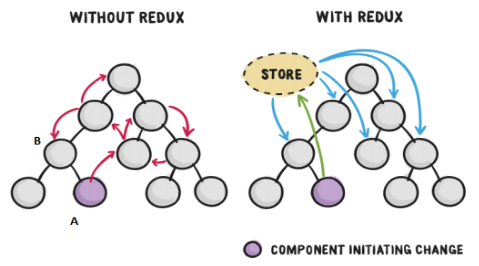 WITHOUT REDUX
WITH REDUX
STORE
B
A
COMPONENT INITIATING CHANGE